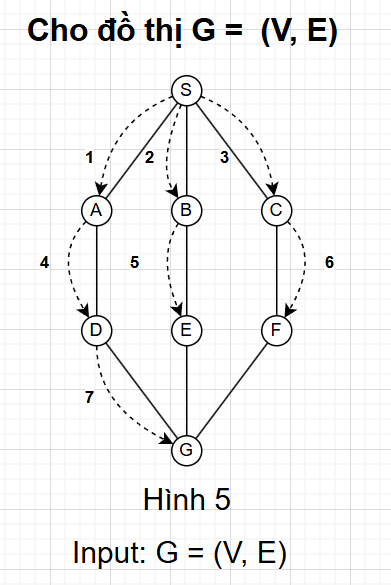 Cho đồ thị G = (V, E)
S
1 2 3
A B C
4 5 6
D E F
7
G
Hình 5
Input: G = (V, E)